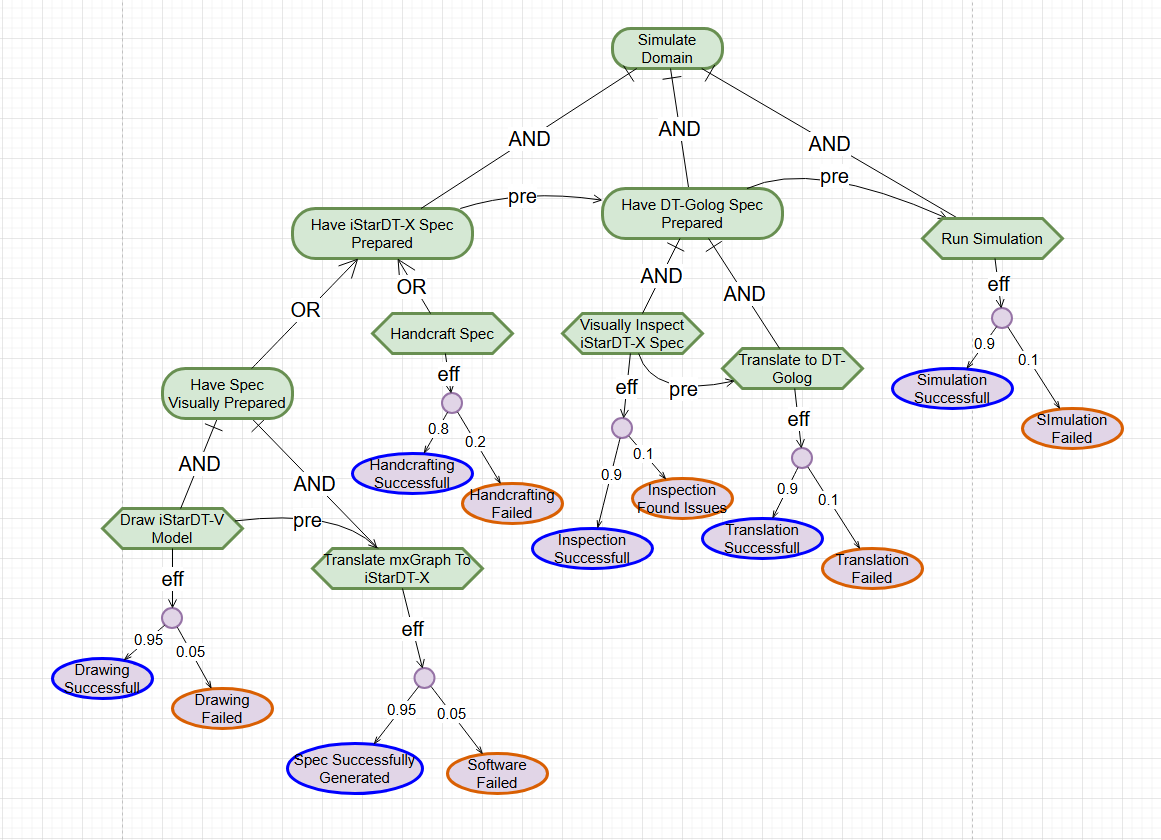 Simulate
Domain
AND
AND
AND
pre
pre
Have iStarDT-X Spec
Prepared
Have DT-Golog Spec
Prepared
Run Simulation
OR
OR
AND
AND
eff
Handcraft Spec
Visually Inspect
iStarDT-X Spec
Translate to DT-
Golog
0.9
0.1
Have Spec
Visually Prepared
eff
eff
pre
eff
Simulation
Successfull
SImulation
Failed
0.8
0.2
0.9
0.1
0.9
0.1
AND
AND
Handcrafting
Successfull
Handcrafting
Failed
Inspection
Found Issues
Inspection
Successfull
Translation
Successfull
Translation
Failed
Draw iStarDT-V
Model
pre
Translate mxGraph To
iStarDT-X
eff
eff
0.95
0.05
Drawing
Successfull
Drawing
Failed
0.95
0.05
Spec Successfully
Generated
Software
Failed